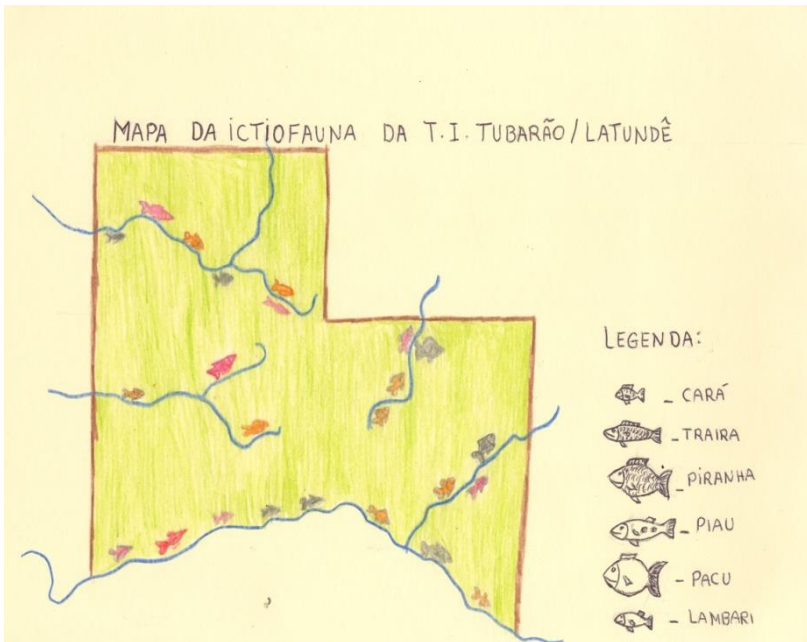 MAPA DA ICTIOFAUNA DA T.I. TUBARÃO/LATUNDÊ
LEGENDA:
- CARÁ
- TRAIRA
- PIRANHA
- PIAU
- PACU
- LAMBARI